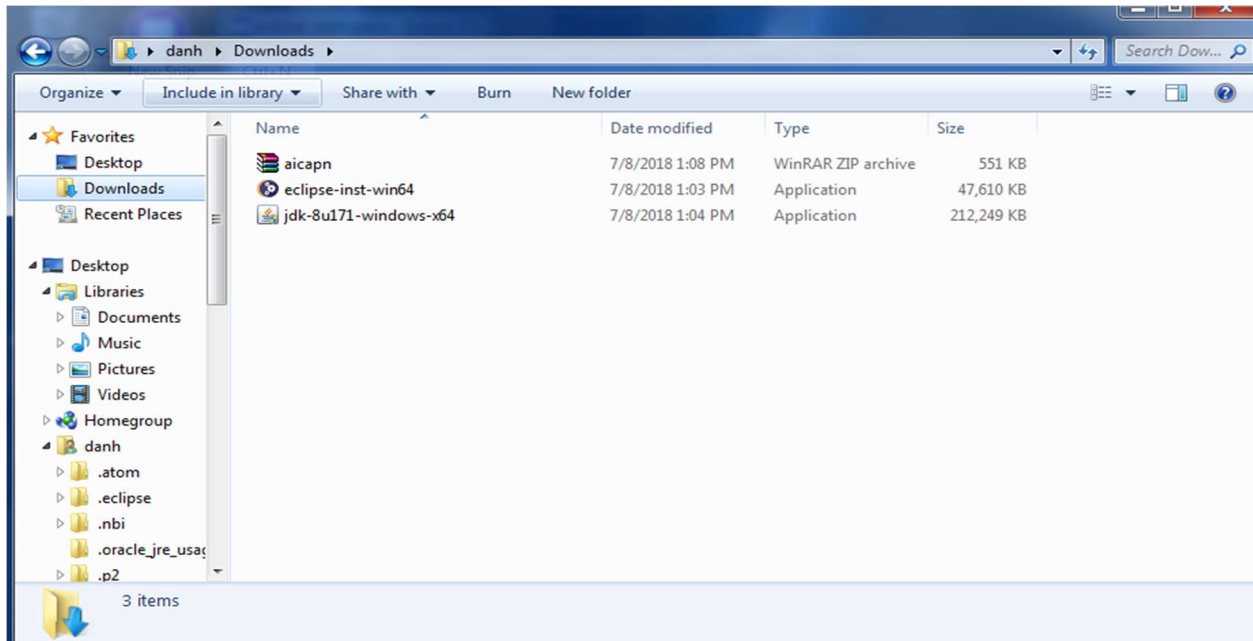 danh Downloads Search Dow...
New Snip Ctrl+N
Organize Include in library Share with Burn New folder
Name Date modified Type Size
Favorites
Desktop
Downloads
Recent Places
Desktop
Libraries
Documents
Music
Pictures
Videos
Homegroup
danh
.atom
.eclipse
.nbi
.oracle_jre_usag
.p2
aicapn 7/8/2018 1:08 PM WinRAR ZIP archive 551 KB
eclipse-inst-win64 7/8/2018 1:03 PM Application 47,610 KB
jdk-8u171-windows-x64 7/8/2018 1:04 PM Application 212,249 KB
3 items